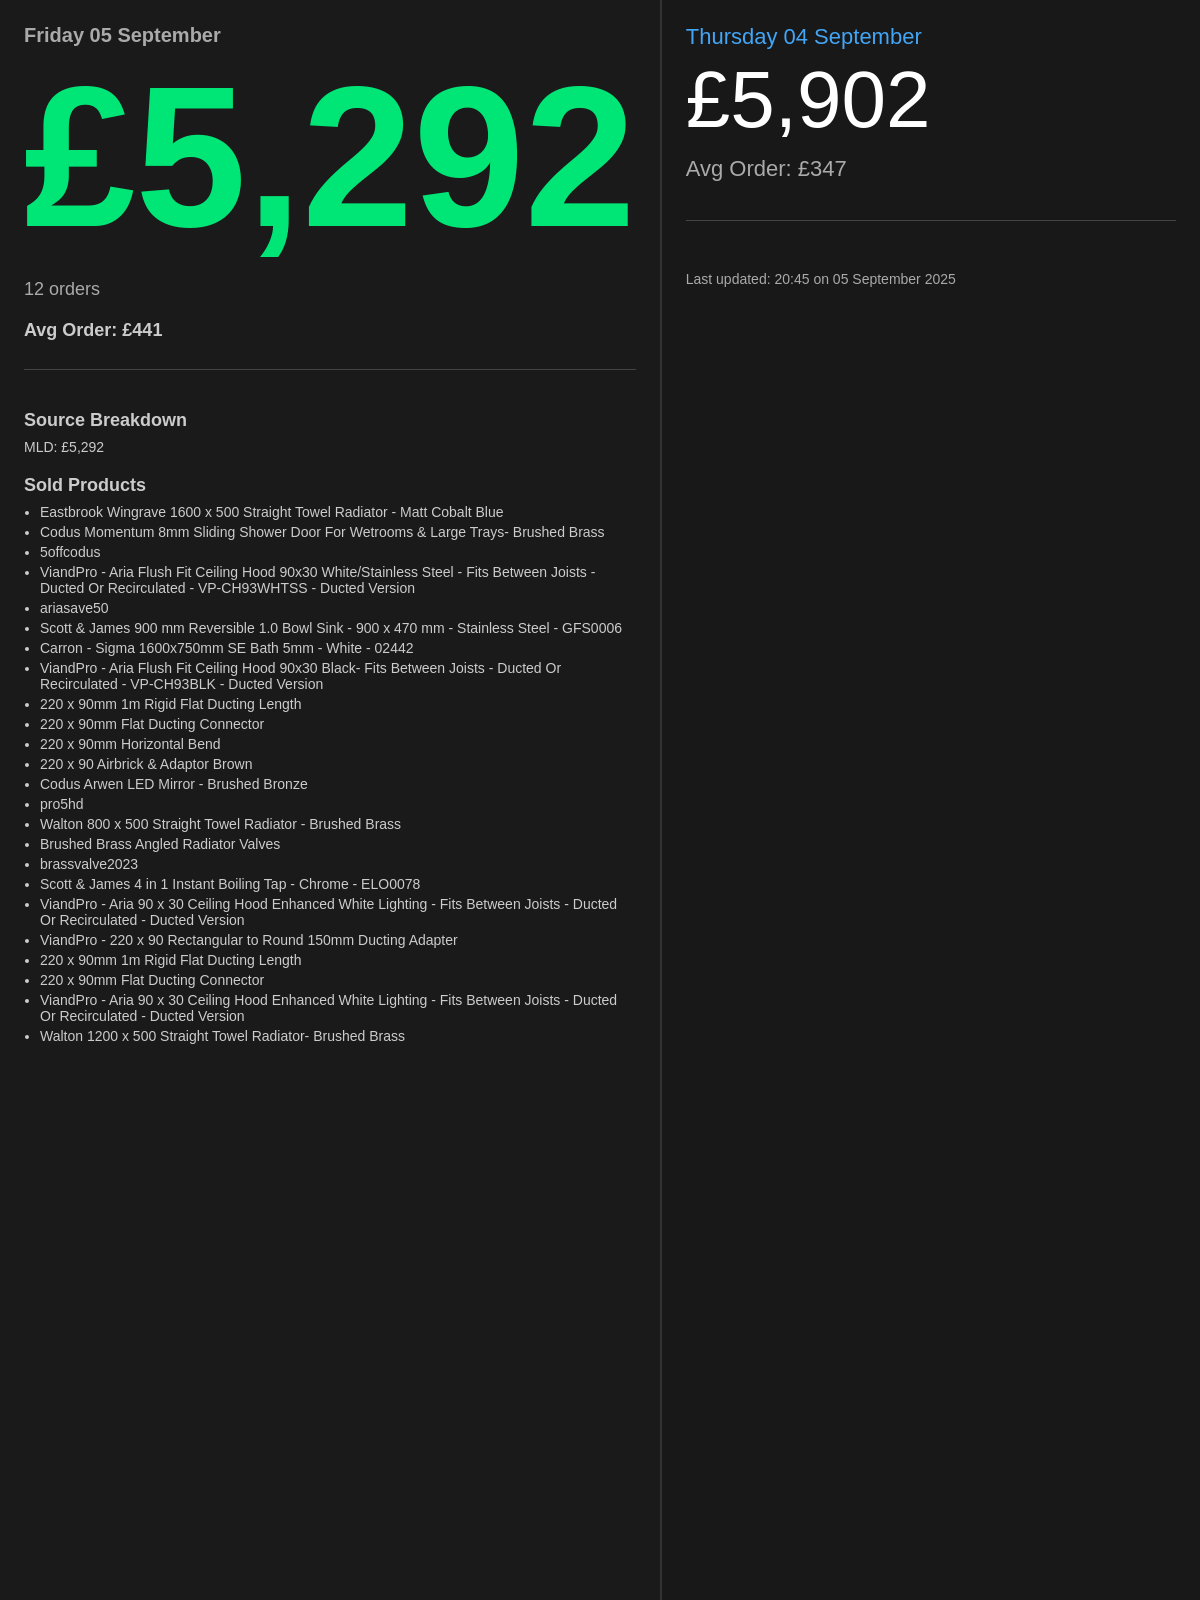 Friday 05 September
£5,292
12 orders
Avg Order: £441
Source Breakdown
MLD: £5,292
Sold Products
• Eastbrook Wingrave 1600 x 500 Straight Towel Radiator - Matt Cobalt Blue
• Codus Momentum 8mm Sliding Shower Door For Wetrooms & Large Trays- Brushed Brass
• 5offcodus
• ViandPro - Aria Flush Fit Ceiling Hood 90x30 White/Stainless Steel - Fits Between Joists -
Ducted Or Recirculated - VP-CH93WHTSS - Ducted Version
• ariasave50
• Scott & James 900 mm Reversible 1.0 Bowl Sink - 900 x 470 mm - Stainless Steel - GFS0006
• Carron - Sigma 1600x750mm SE Bath 5mm - White - 02442
• ViandPro - Aria Flush Fit Ceiling Hood 90x30 Black- Fits Between Joists - Ducted Or
Recirculated - VP-CH93BLK - Ducted Version
• 220 x 90mm 1m Rigid Flat Ducting Length
• 220 x 90mm Flat Ducting Connector
• 220 x 90mm Horizontal Bend
• 220 x 90 Airbrick & Adaptor Brown
• Codus Arwen LED Mirror - Brushed Bronze
• pro5hd
• Walton 800 x 500 Straight Towel Radiator - Brushed Brass
• Brushed Brass Angled Radiator Valves
• brassvalve2023
• Scott & James 4 in 1 Instant Boiling Tap - Chrome - ELO0078
• ViandPro - Aria 90 x 30 Ceiling Hood Enhanced White Lighting - Fits Between Joists - Ducted
Or Recirculated - Ducted Version
• ViandPro - 220 x 90 Rectangular to Round 150mm Ducting Adapter
• 220 x 90mm 1m Rigid Flat Ducting Length
• 220 x 90mm Flat Ducting Connector
• ViandPro - Aria 90 x 30 Ceiling Hood Enhanced White Lighting - Fits Between Joists - Ducted
Or Recirculated - Ducted Version
• Walton 1200 x 500 Straight Towel Radiator- Brushed Brass
Thursday 04 September
£5,902
Avg Order: £347
Last updated: 20:45 on 05 September 2025